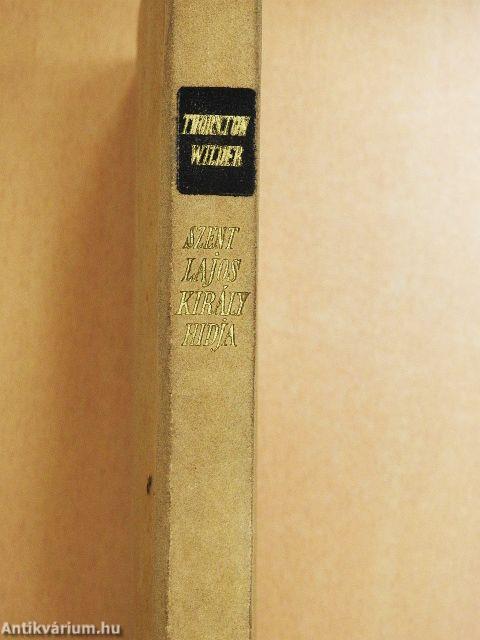 THORNTON
WILDER
SZENT
LAJOS
KIRÁLY
HIDJA
Antikvárium.hu